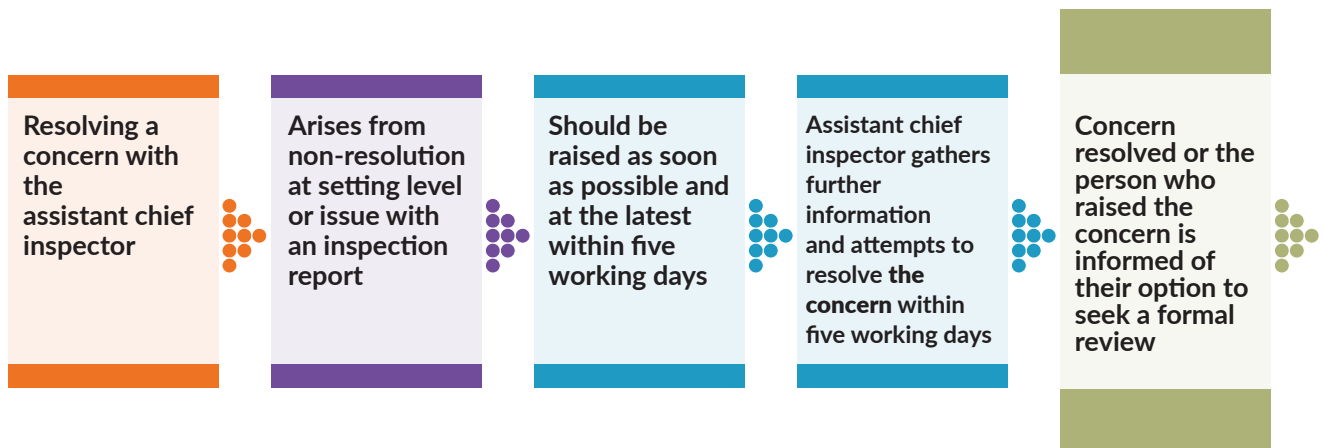 Resolving a
concern with
the
assistant chief
inspector
Arises from
non-resolution
at setting level
or issue with
an inspection
report
Should be
raised as soon
as possible and
at the latest
within five
working days
Assistant chief
inspector gathers
further
information
and attempts to
resolve the
concern within
five working days
Concern
resolved or the
person who
raised the
concern is
informed of
their option to
seek a formal
review